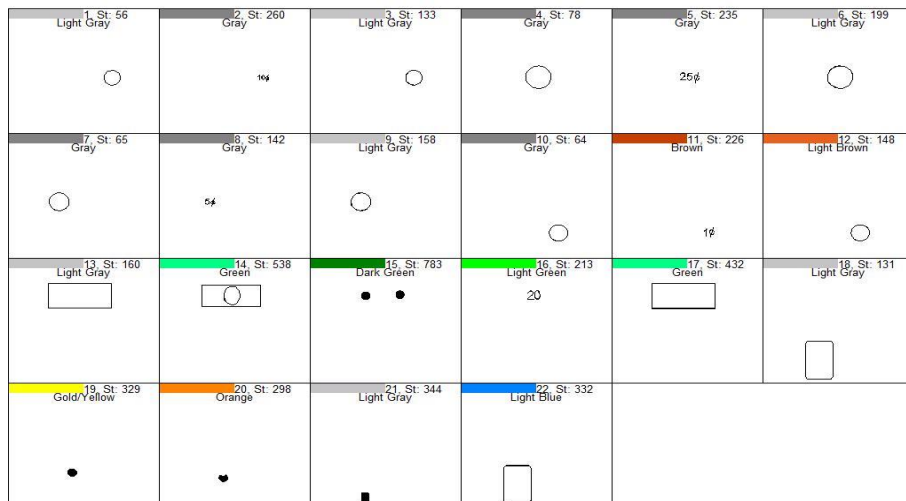 1, St: 56
Light Gray
2, St: 260
Gray
10¢
3, St: 133
Light Gray
4, St: 78
Gray
5, St: 235
Gray
25¢
6, St: 199
Light Gray
7, St: 65
Gray
8, St: 142
Gray
5¢
9, St: 158
Light Gray
10, St: 64
Gray
11, St: 226
Brown
1¢
12, St: 148
Light Brown
13, St: 160
Light Gray
14, St: 538
Green
15, St: 783
Dark Green
16, St: 213
Light Green
20
17, St: 432
Green
18, St: 131
Light Gray
19, St: 329
Gold/Yellow
20, St: 298
Orange
21, St: 344
Light Gray
22, St: 332
Light Blue